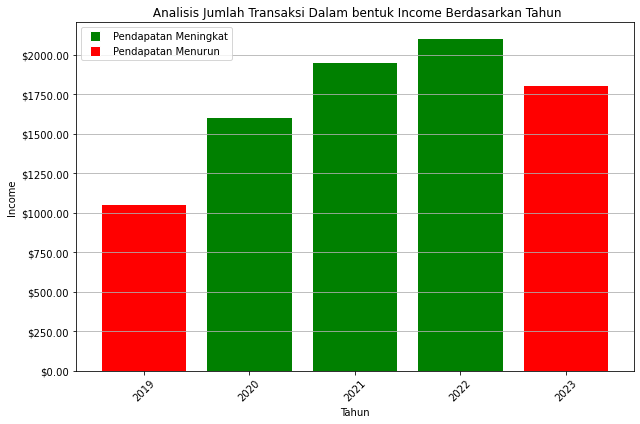 Analisis Jumlah Transaksi Dalam bentuk Income Berdasarkan Tahun
Pendapatan Meningkat
Pendapatan Menurun
$2000.00
$1750.00
$1500.00
$1250.00
$1000.00
$750.00
$500.00
$250.00
$0.00
Income
2019
2020
2021
2022
2023
Tahun